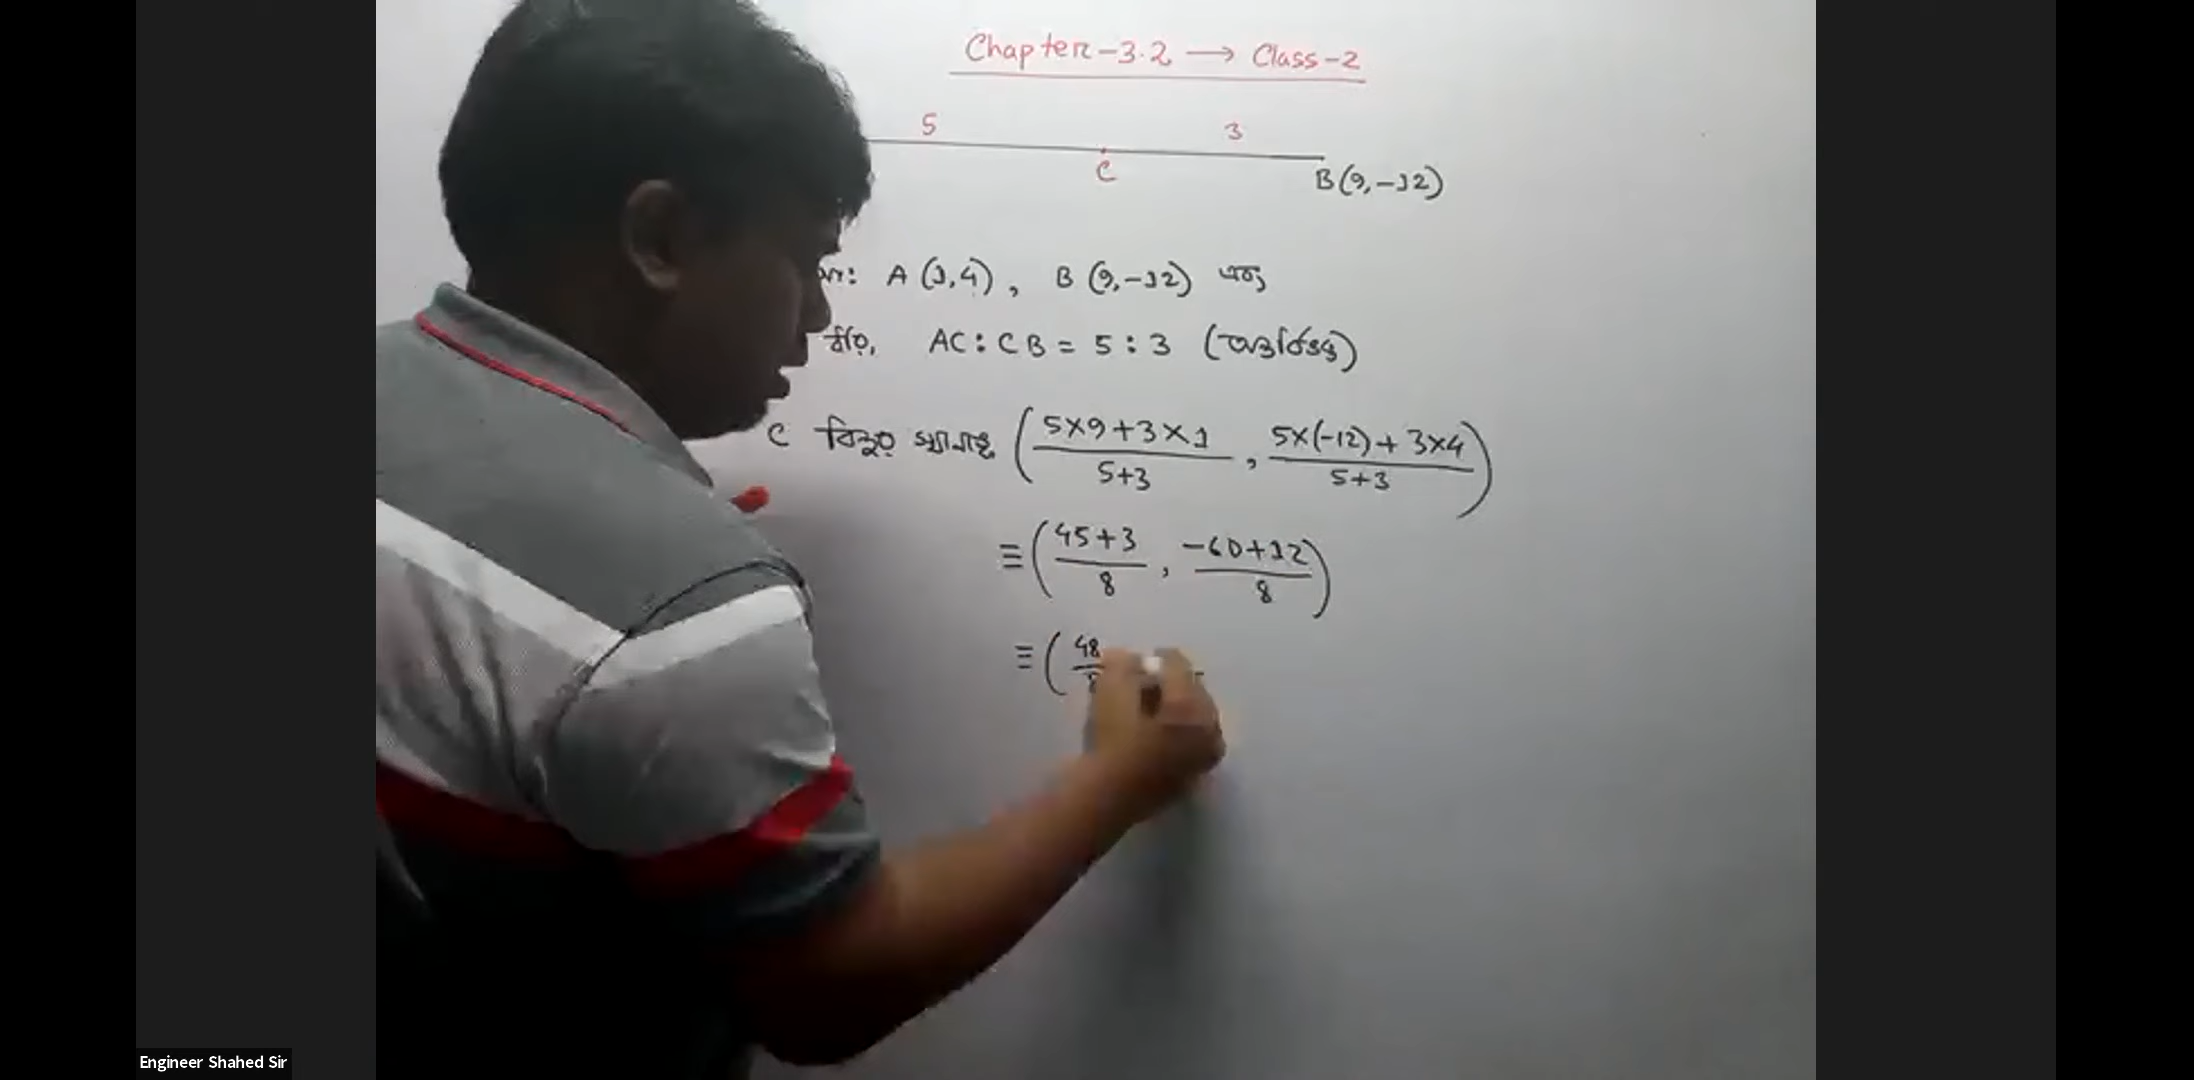 Chapter-3.2 → Class-2
5 3
C
B(9,-12)
A (1,4), B (9,-12) এবং
ধরি, AC:CB = 5:3 (অন্তর্বিভক্ত)
C বিন্দুর স্থানাঙ্ক (5×9+3×1/5+3, 5×(-12)+3×4/5+3)
≡ (45+3/8, -60+12/8)
≡ (48/8
Engineer Shahed Sir